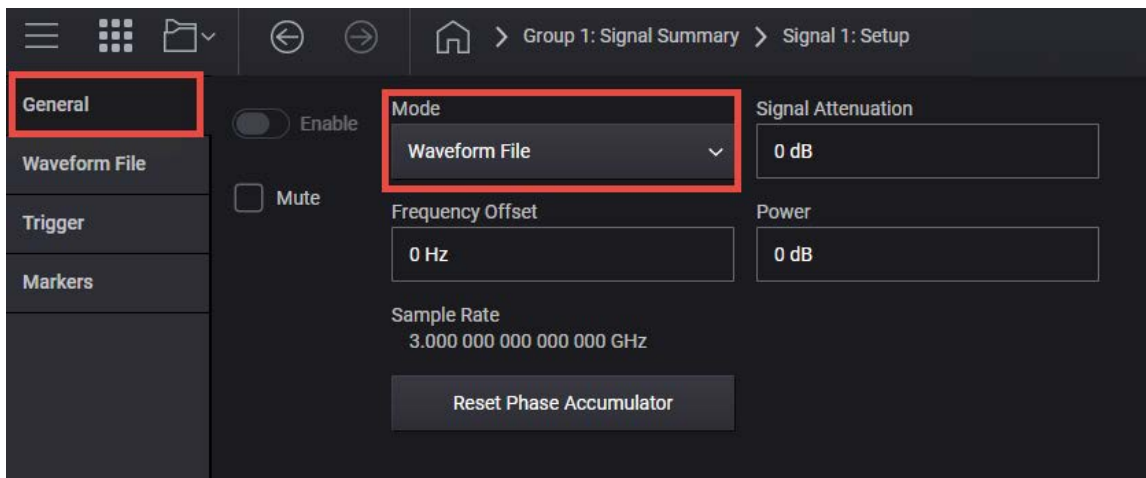 Group 1: Signal Summary
Signal 1: Setup
General
Waveform File
Trigger
Markers
Enable
Mute
Mode
Waveform File
Signal Attenuation
0 dB
Frequency Offset
0 Hz
Power
0 dB
Sample Rate
3.000 000 000 000 000 GHz
Reset Phase Accumulator